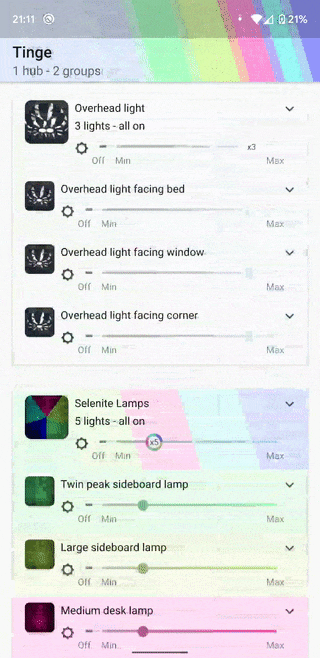 21:11
21%
Tinge
1 hub - 2 groups
Overhead light
3 lights - all on
x3
Off Min Max
Overhead light facing bed
Off Min Max
Overhead light facing window
Off Min Max
Overhead light facing corner
Off Min Max
Selenite Lamps
5 lights - all on
x5
Off Min Max
Twin peak sideboard lamp
Off Min Max
Large sideboard lamp
Off Min Max
Medium desk lamp
Off Min Max